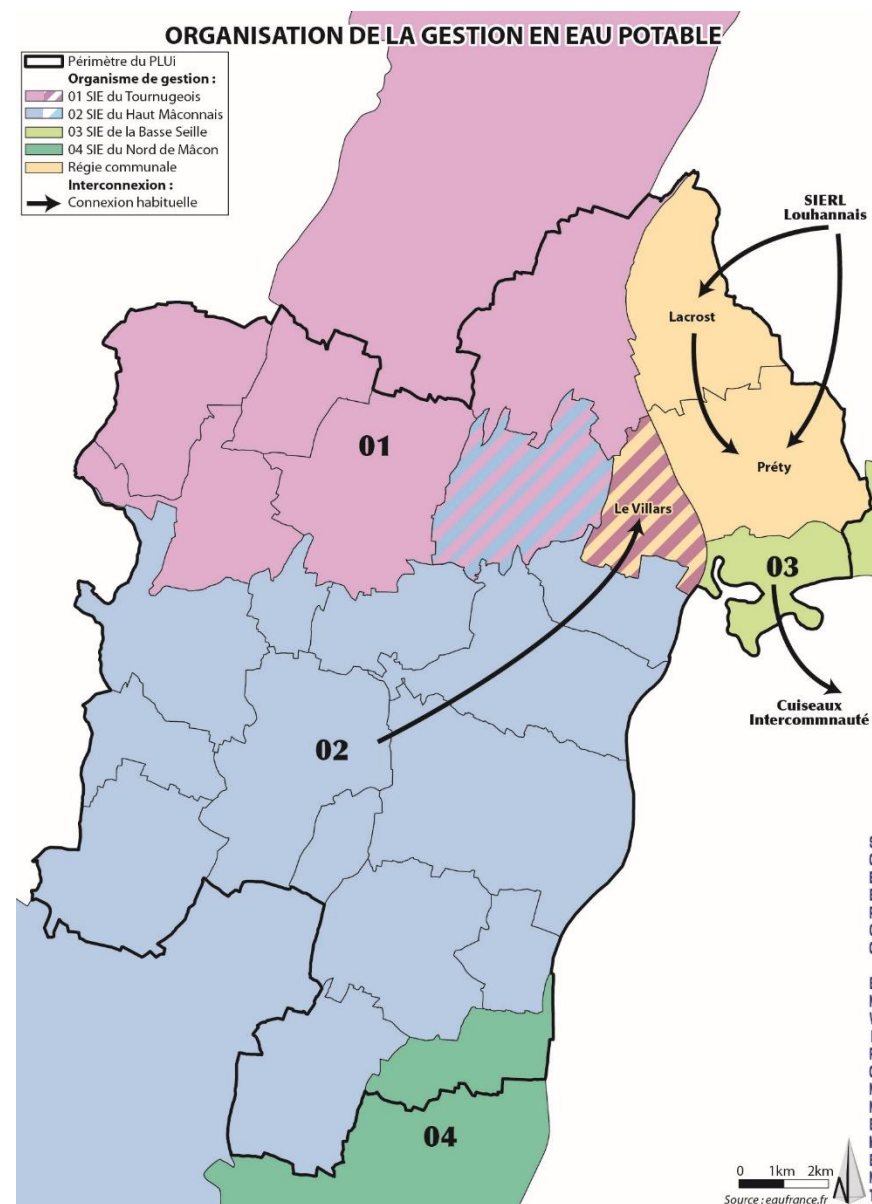 ORGANISATION DE LA GESTION EN EAU POTABLE
Périmètre du PLUi
Organisme de gestion :
01 SIE du Tournugeois
02 SIE du Haut Mâconnais
03 SIE de la Basse Seille
04 SIE du Nord de Mâcon
Régie communale
Interconnexion :
Connexion habituelle
SIERL
Louhannais
Lacrost
01
Préty
Le Villars
03
Cuiseaux
Intercommnauté
02
04
0 1km 2km
Source : eaufrance.fr
N